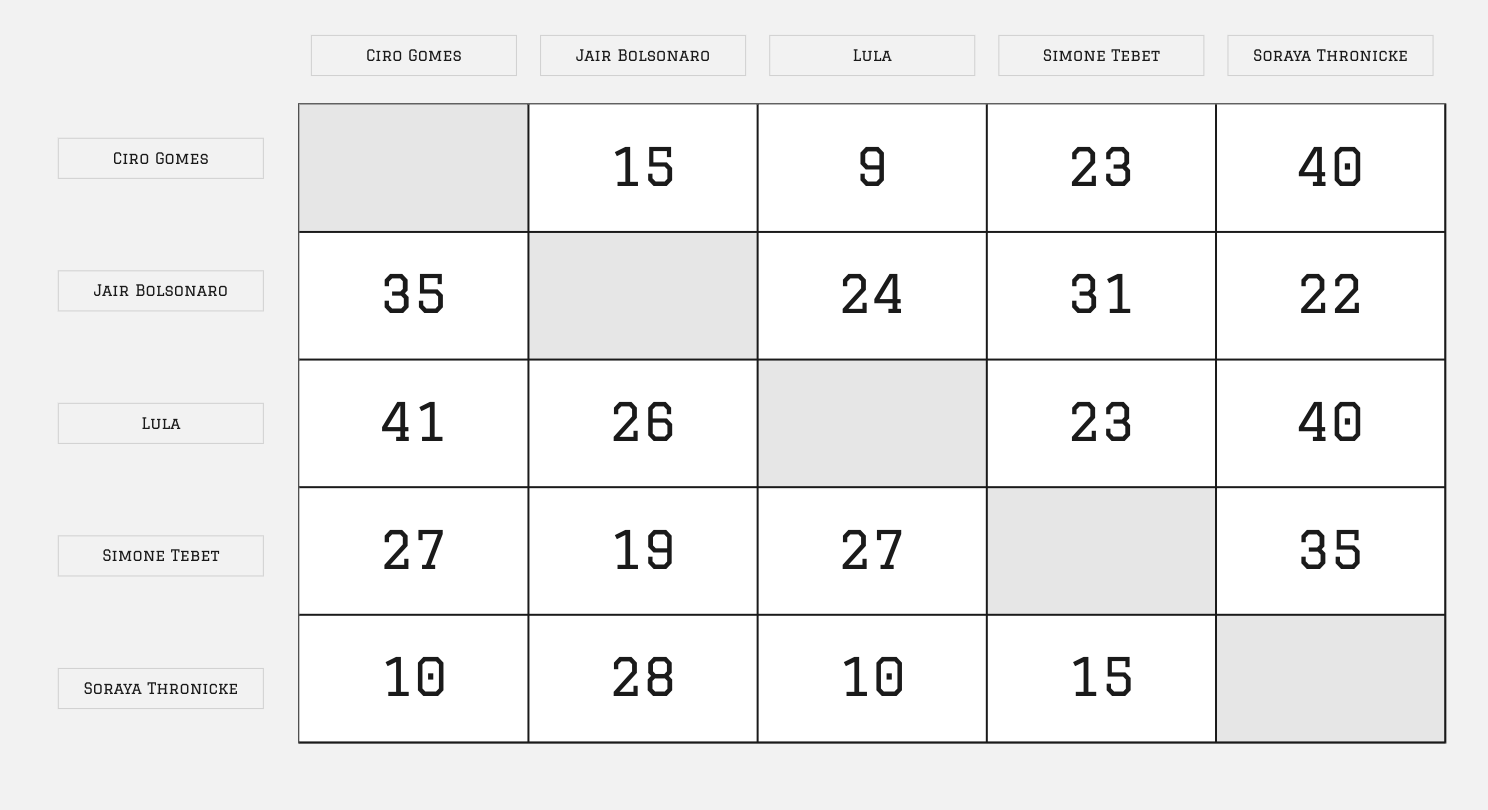 Ciro Gomes Jair Bolsonaro Lula Simone Tebet Soraya Thronicke
Ciro Gomes 15 9 23 40
Jair Bolsonaro 35 24 31 22
Lula 41 26 23 40
Simone Tebet 27 19 27 35
Soraya Thronicke 10 28 10 15